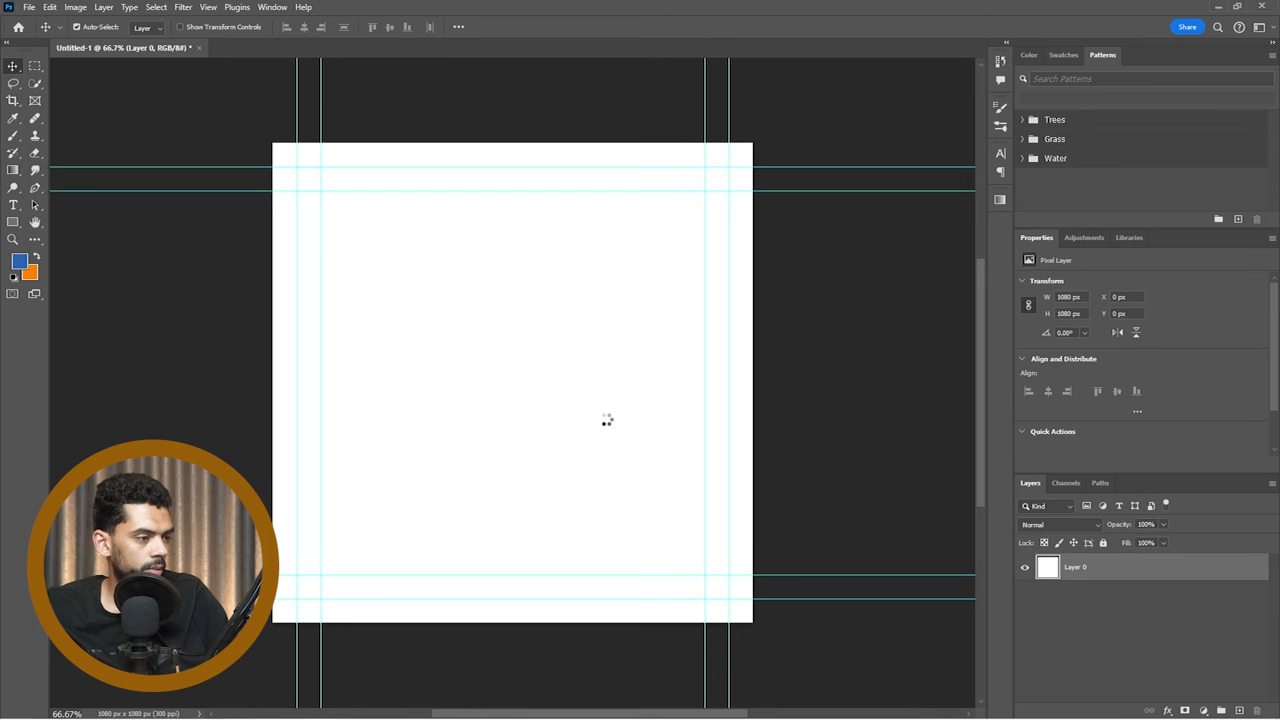 Ps File Edit Image Layer Type Select Filter View Plugins Window Help
Auto-Select: Layer Show Transform Controls Share
Untitled-1 @ 66.7% (Layer 0, RGB/8#) *
Color Swatches Patterns
Search Patterns
Trees
Grass
Water
Properties Adjustments Libraries
Pixel Layer
Transform
W 1080 px X 0 px
H 1080 px Y 0 px
0.00°
Align and Distribute
Align:
Quick Actions
Layers Channels Paths
Kind
Normal Opacity: 100%
Lock: Fill: 100%
Layer 0
66.67% 1080 px x 1080 px (300 ppi)